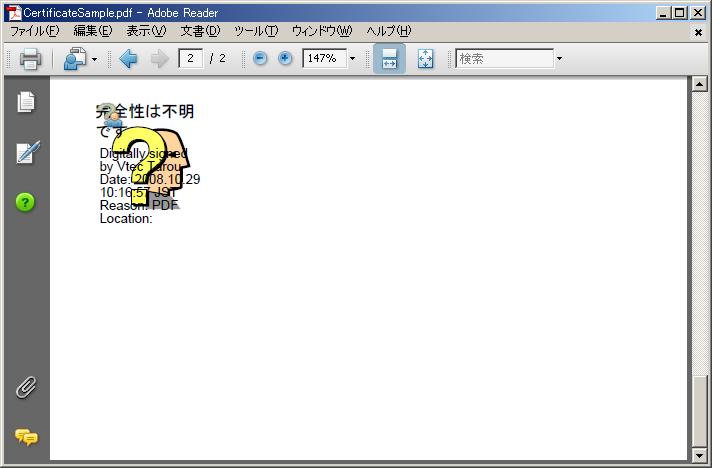 CertificateSample.pdf - Adobe Reader
ファイル(F) 編集(E) 表示(V) 文書(D) ツール(T) ウィンドウ(W) ヘルプ(H)
2 / 2 147% 検索
完全性は不明
です
Digitally signed
by Vtec Tarou
Date: 2008.10.29
10:16:57 JST
Reason: PDF
Location: